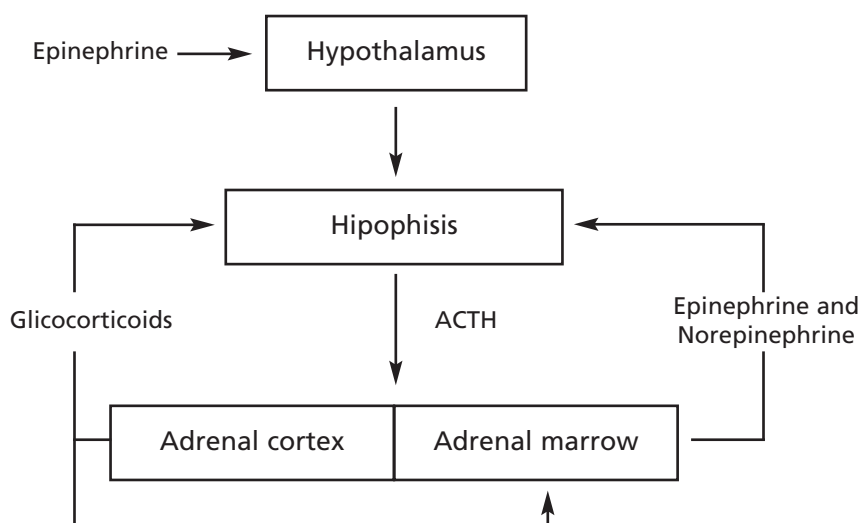 Epinephrine
Hypothalamus
Hipophisis
Glicocorticoids
ACTH
Epinephrine and
Norepinephrine
Adrenal cortex
Adrenal marrow